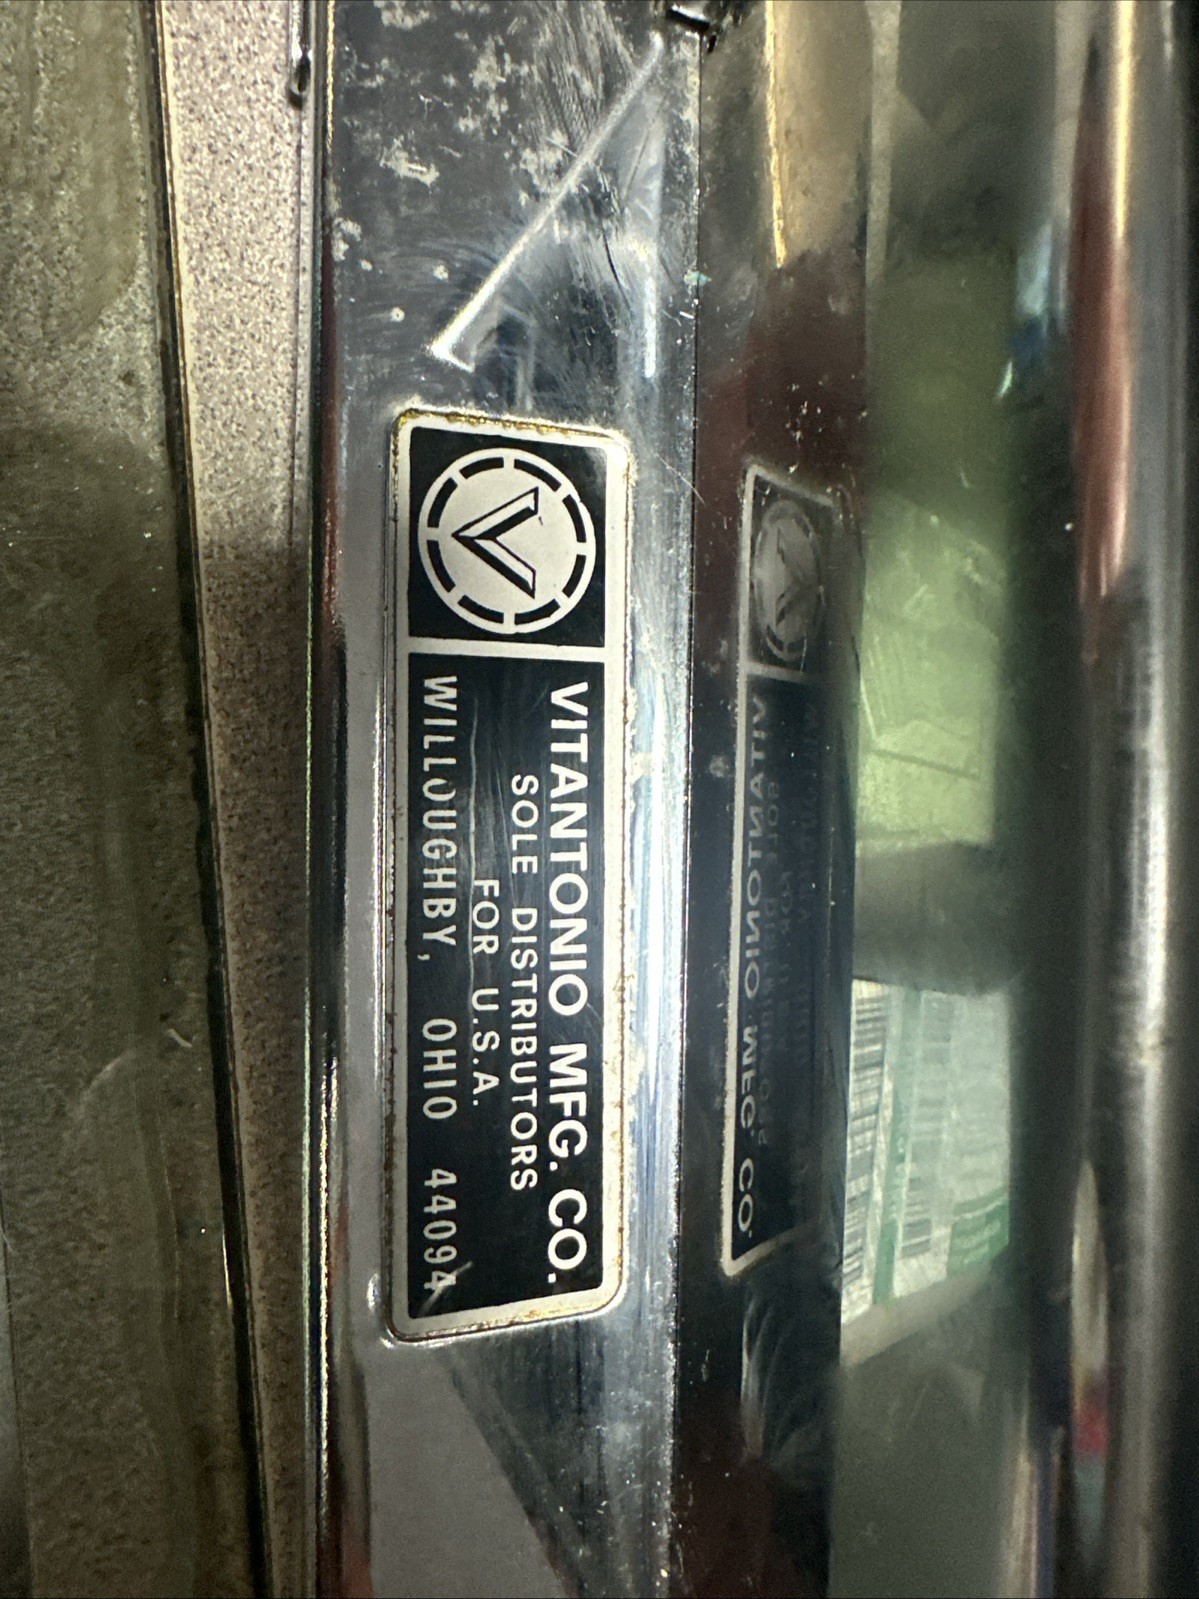 V
VITANTONIO MFG. CO.
SOLE DISTRIBUTORS
FOR U.S.A.
WILLOUGHBY, OHIO 44094